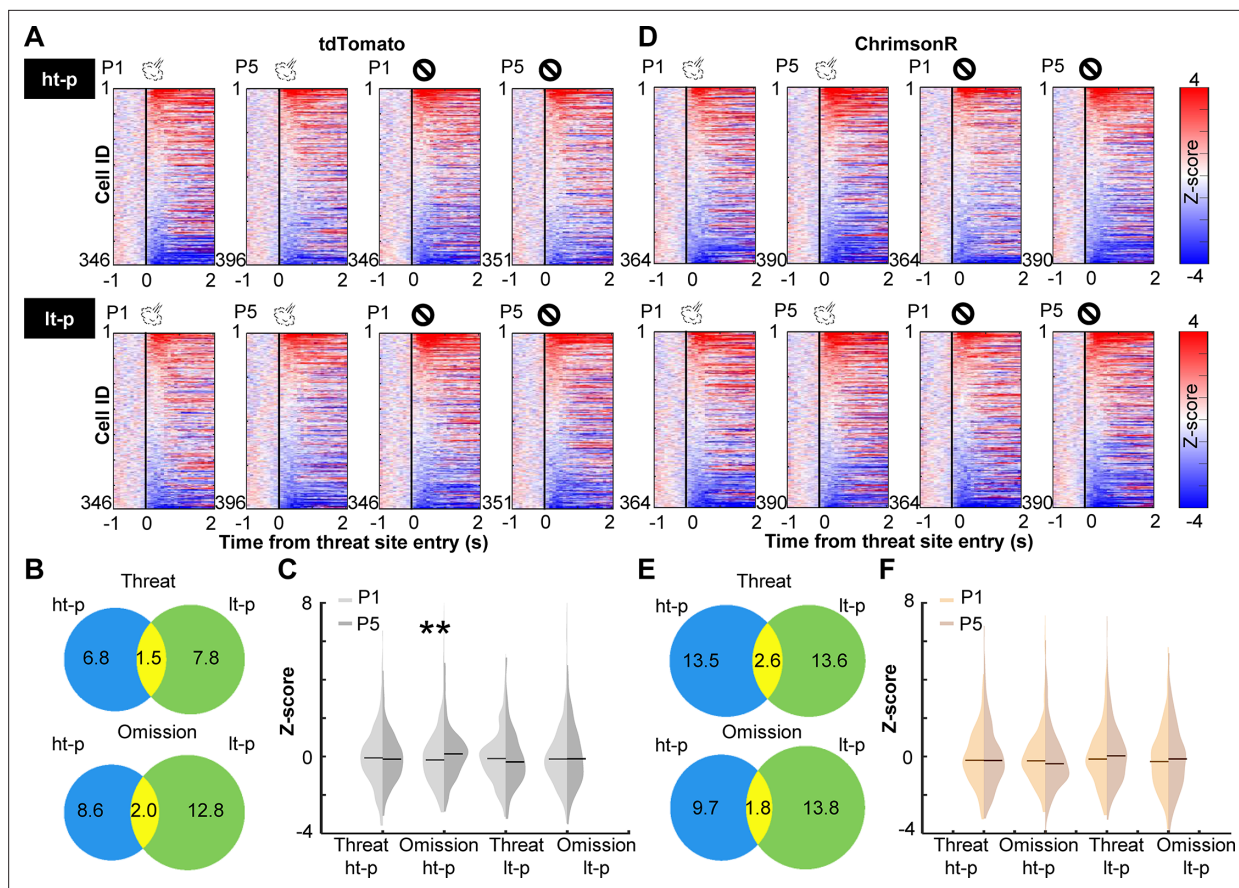 A
tdTomato
D
ChrimsonR
ht-p
P1
P5
P1
P5
P1
P5
P1
P5
1
1
1
1
1
1
1
1
4
Cell ID
Z-score
346
396
346
351
364
390
364
390
-4
-1 0 2
-1 0 2
-1 0 2
-1 0 2
-1 0 2
-1 0 2
-1 0 2
-1 0 2
lt-p
P1
P5
P1
P5
P1
P5
P1
P5
1
1
1
1
1
1
1
1
4
Cell ID
Z-score
346
396
346
351
364
390
364
390
-4
-1 0 2
-1 0 2
-1 0 2
-1 0 2
-1 0 2
-1 0 2
-1 0 2
-1 0 2
Time from threat site entry (s)
Time from threat site entry (s)
B
Threat
ht-p
lt-p
6.8
1.5
7.8
Omission
ht-p
lt-p
8.6
2.0
12.8
C
P1
P5
**
8
4
0
-4
Z-score
Threat Omission Threat Omission
ht-p ht-p lt-p lt-p
E
Threat
ht-p
lt-p
13.5
2.6
13.6
Omission
ht-p
lt-p
9.7
1.8
13.8
F
P1
P5
8
4
0
-4
Z-score
Threat Omission Threat Omission
ht-p ht-p lt-p lt-p